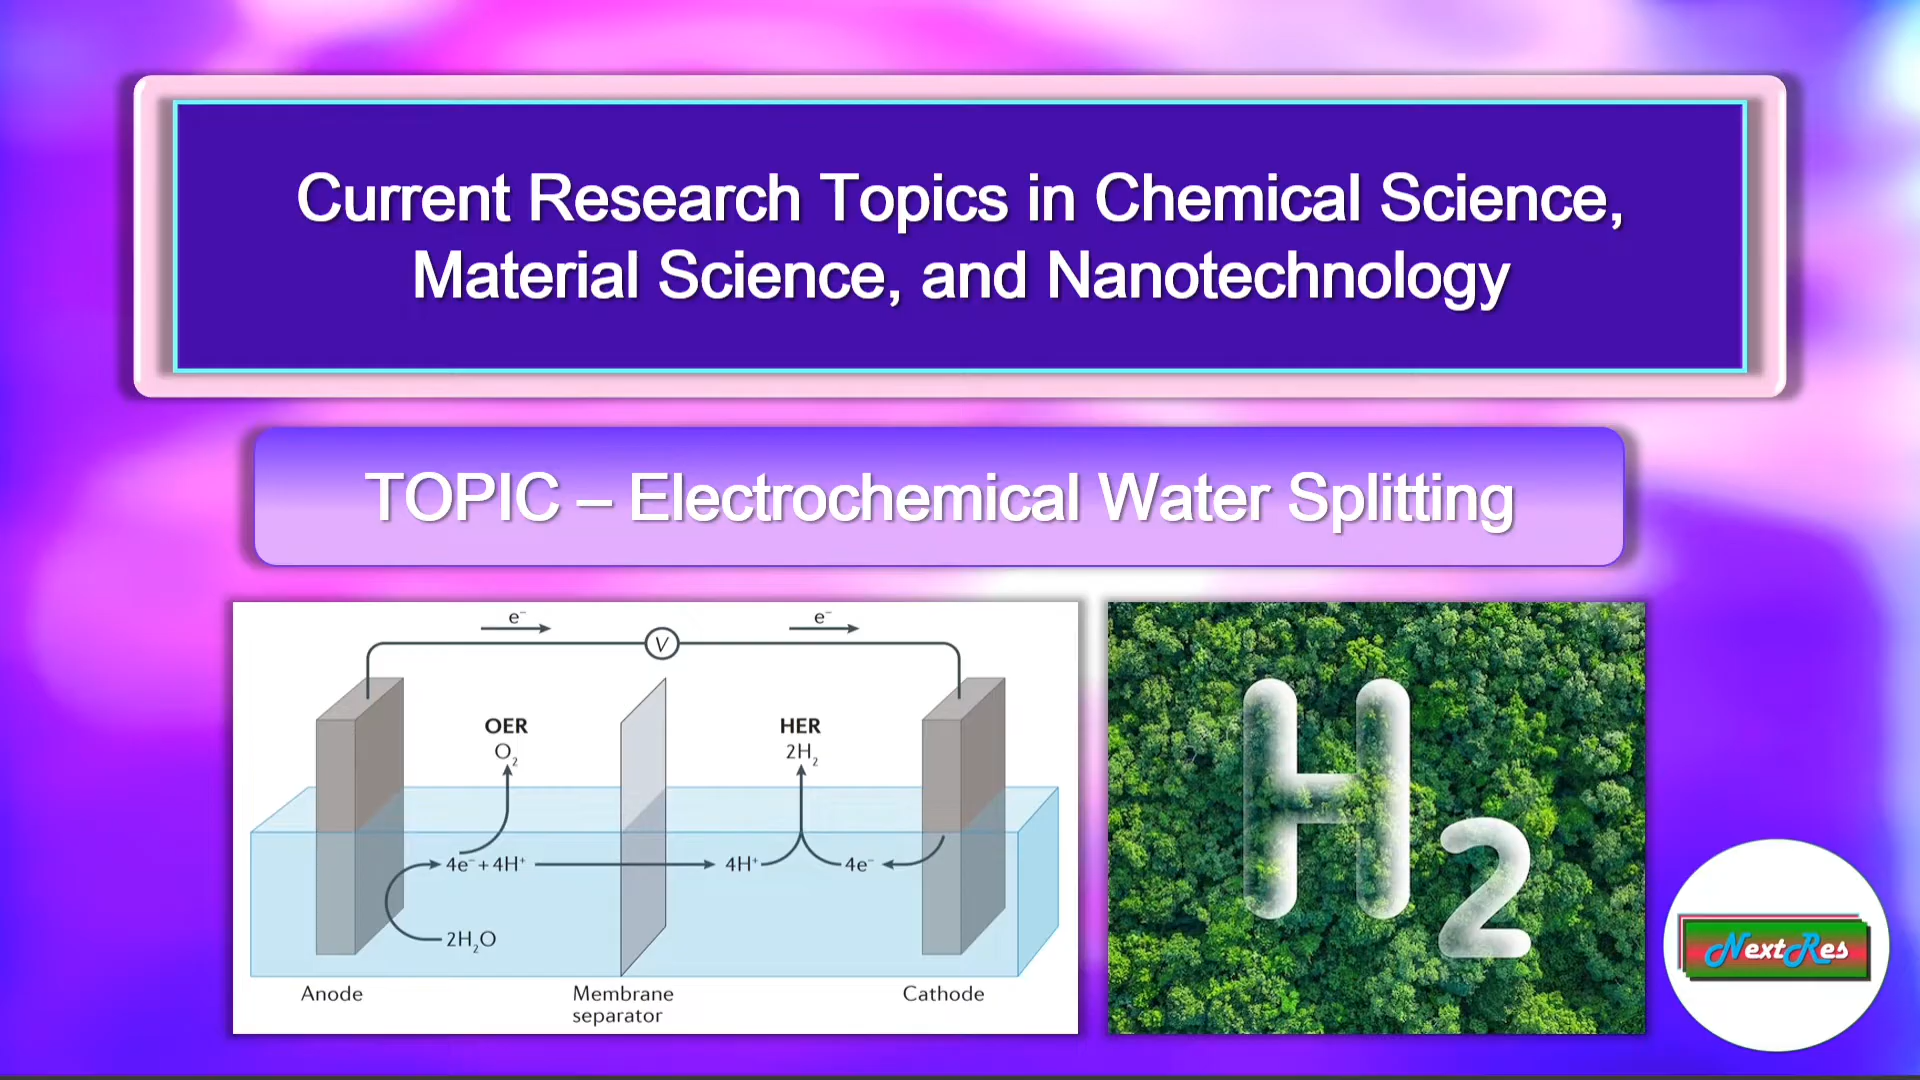 Current Research Topics in Chemical Science,
Material Science, and Nanotechnology
TOPIC – Electrochemical Water Splitting
e⁻
V
e⁻
OER
O₂
HER
2H₂
4e⁻ + 4H⁺
4H⁺
4e⁻
2H₂O
Anode
Membrane
separator
Cathode
H₂
NextRes